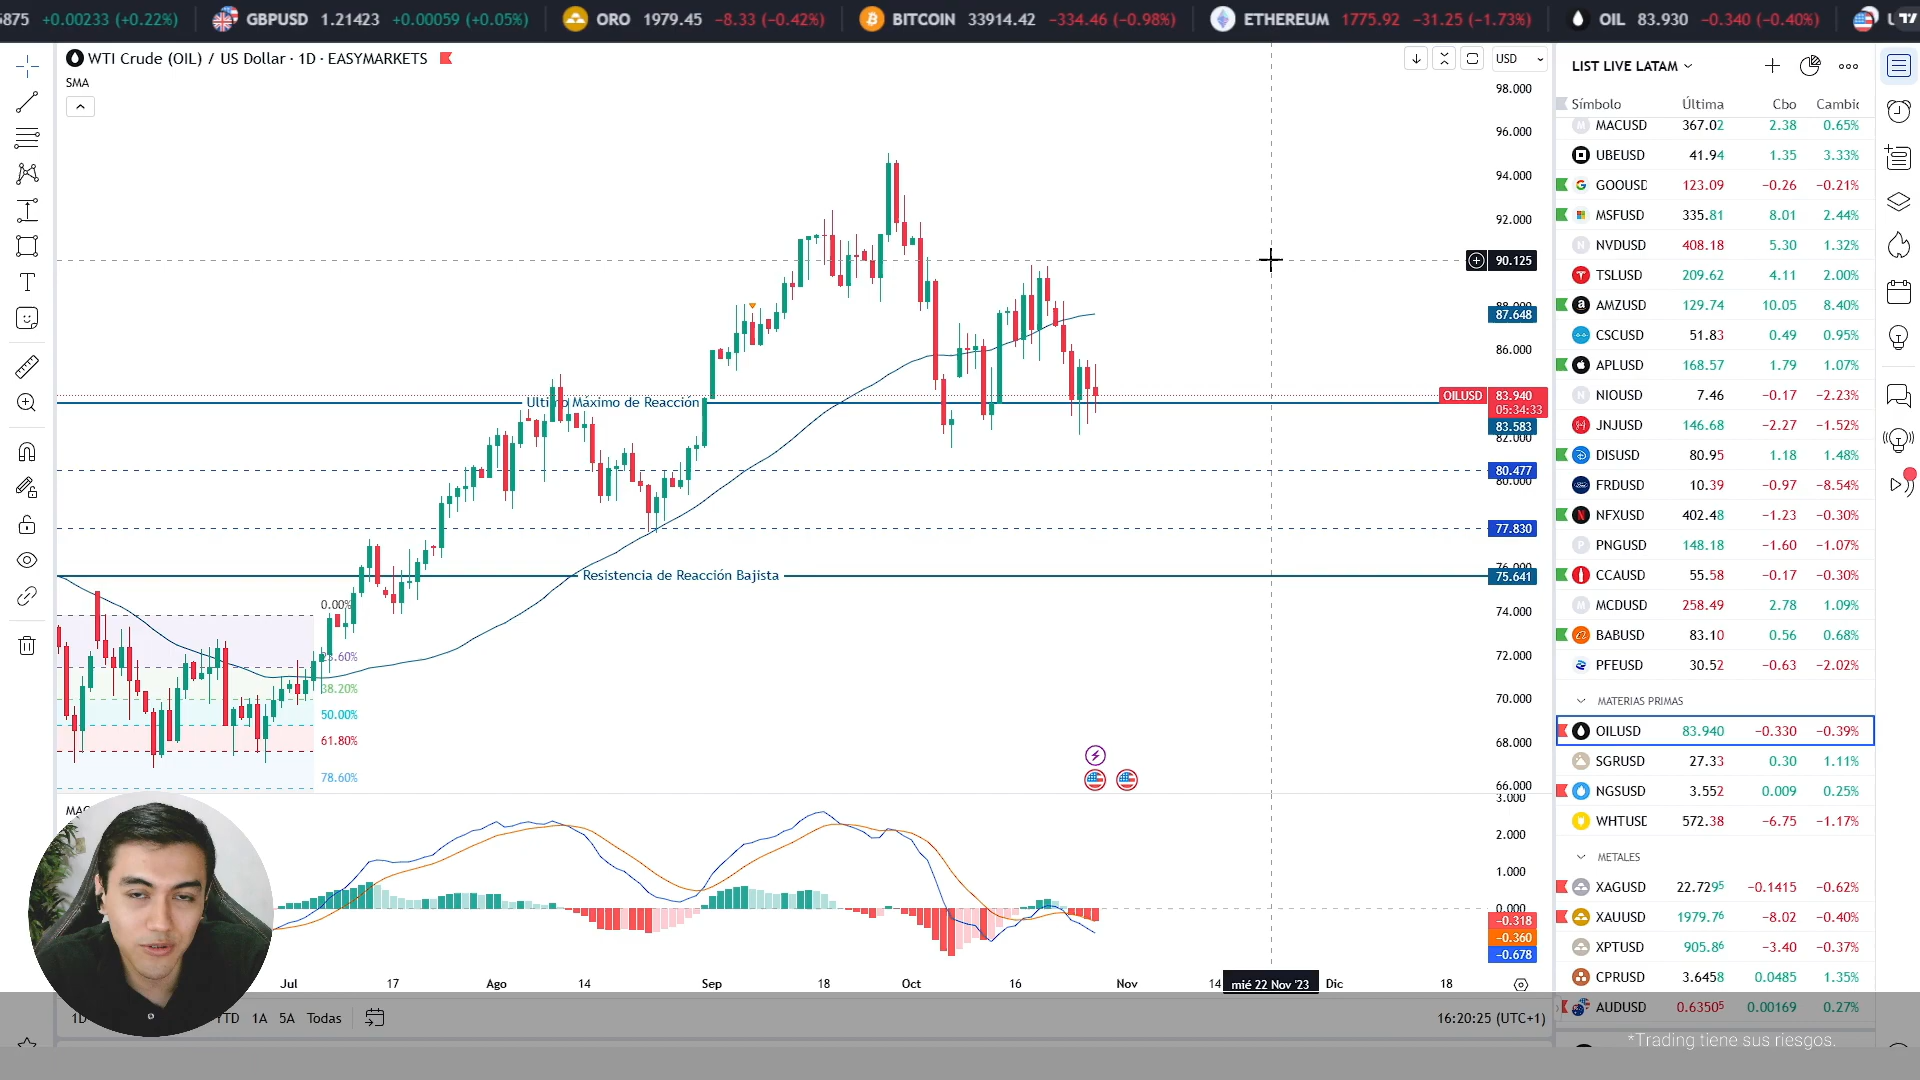 5875 +0.00233 (+0.22%) GBPUSD 1.21423 +0.00059 (+0.05%) ORO 1979.45 −8.33 (−0.42%) BITCOIN 33914.42 −334.46 (−0.98%) ETHEREUM 1775.92 −31.25 (−1.73%) OIL 83.930 −0.340 (−0.40%)
WTI Crude (OIL) / US Dollar · 1D · EASYMARKETS
SMA
USD
98.000
96.000
94.000
92.000
90.125
88.000
87.648
86.000
OILUSD 83.940
05:34:33
83.583
82.000
80.477
80.000
77.830
76.000
75.641
74.000
72.000
70.000
68.000
66.000
Ultimo Máximo de Reacción
Resistencia de Reacción Bajista
0.00%
23.60%
38.20%
50.00%
61.80%
78.60%
3.000
2.000
1.000
0.000
−0.318
−0.360
−0.678
Jul 17 Ago 14 Sep 18 Oct 16 Nov 14 mié 22 Nov '23 Dic 18
1D YTD 1A 5A Todas
16:20:25 (UTC+1)
LIST LIVE LATAM
Símbolo Última Cbo Cambio
MACUSD 367.02 2.38 0.65%
UBEUSD 41.94 1.35 3.33%
GOOUSD 123.09 −0.26 −0.21%
MSFUSD 335.81 8.01 2.44%
NVDUSD 408.18 5.30 1.32%
TSLUSD 209.62 4.11 2.00%
AMZUSD 129.74 10.05 8.40%
CSCUSD 51.83 0.49 0.95%
APLUSD 168.57 1.79 1.07%
NIOUSD 7.46 −0.17 −2.23%
JNJUSD 146.68 −2.27 −1.52%
DISUSD 80.95 1.18 1.48%
FRDUSD 10.39 −0.97 −8.54%
NFXUSD 402.48 −1.23 −0.30%
PNGUSD 148.18 −1.60 −1.07%
CCAUSD 55.58 −0.17 −0.30%
MCDUSD 258.49 2.78 1.09%
BABUSD 83.10 0.56 0.68%
PFEUSD 30.52 −0.63 −2.02%
MATERIAS PRIMAS
OILUSD 83.940 −0.330 −0.39%
SGRUSD 27.33 0.30 1.11%
NGSUSD 3.552 0.009 0.25%
WHTUSD 572.38 −6.75 −1.17%
METALES
XAGUSD 22.7295 −0.1415 −0.62%
XAUUSD 1979.76 −8.02 −0.40%
XPTUSD 905.86 −3.40 −0.37%
CPRUSD 3.6458 0.0485 1.35%
AUDUSD 0.63505 0.00169 0.27%
*Trading tiene sus riesgos.